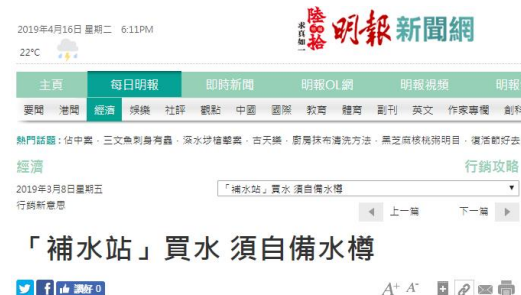 2019年4月16日 星期二 6:11PM
22°C
求真如一
陸拾
明報新聞網
主頁 每日明報 即時新聞 明報OL網 明報視頻 明報
要聞 港聞 經濟 娛樂 社評 觀點 中國 國際 教育 體育 副刊 英文 作家專欄 創科
熱門話題：佔中案．三文魚刺身有蟲．深水埗槍擊案．古天樂．廚房抹布清洗方法．黑芝麻核桃粥明目．復活節好去
經濟 行銷攻略
2019年3月8日星期五
「補水站」買水 須自備水樽
行銷新意思
上一篇 下一篇
「補水站」買水 須自備水樽
讚好 0
A+ A-